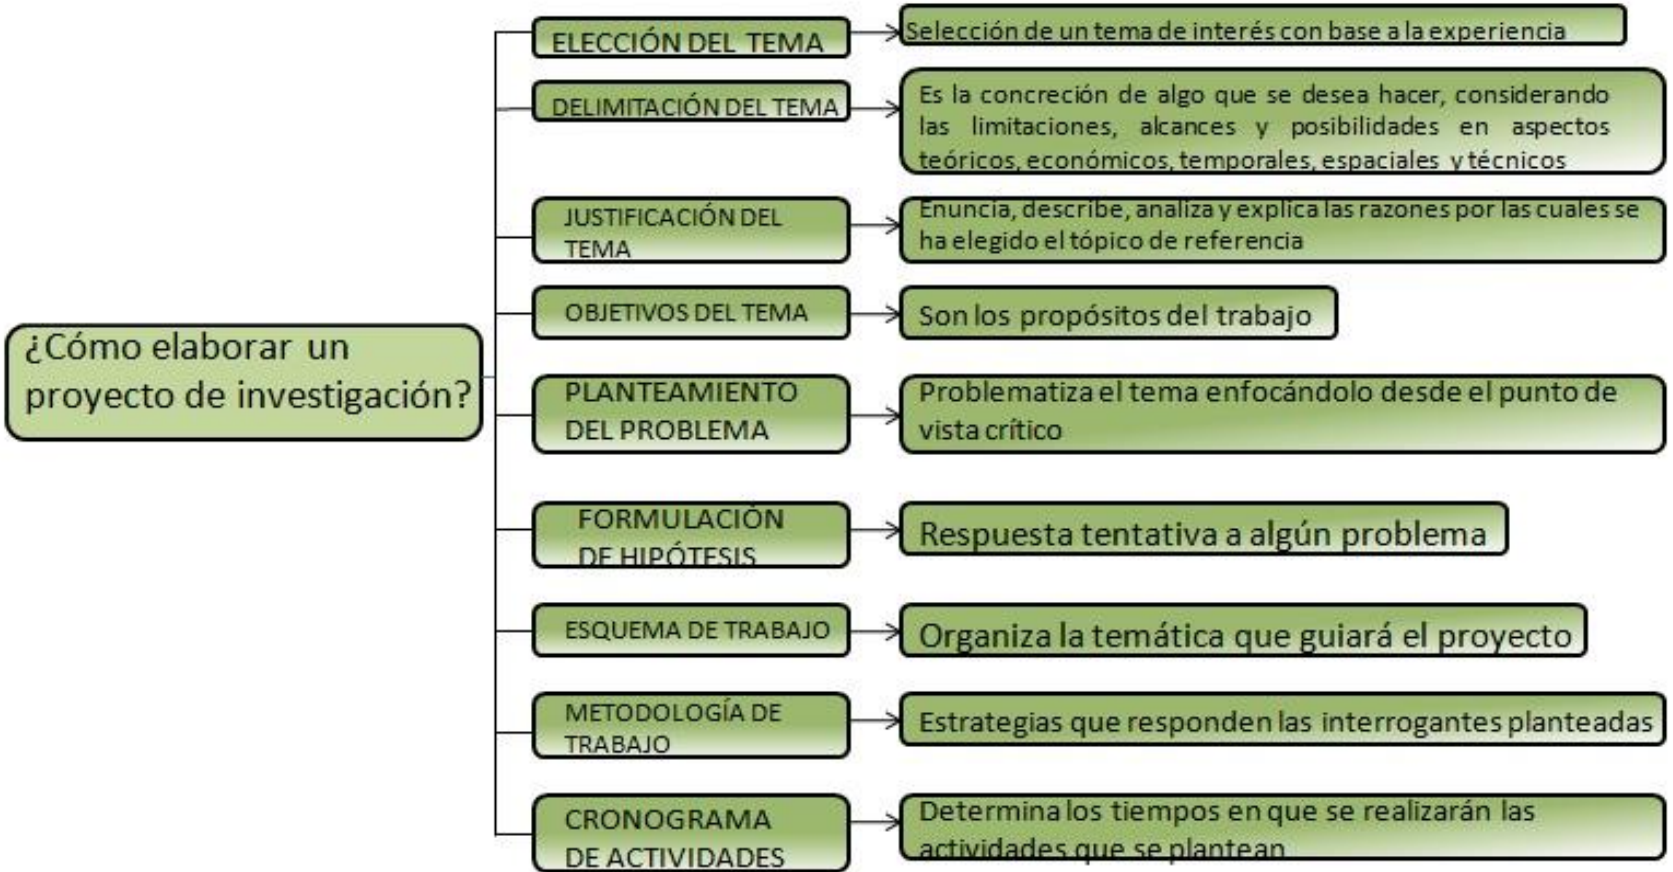 ELECCIÓN DEL TEMA
Selección de un tema de interés con base a la experiencia
DELIMITACIÓN DEL TEMA
Es la concreción de algo que se desea hacer, considerando
las limitaciones, alcances y posibilidades en aspectos
teóricos, económicos, temporales, espaciales y técnicos
JUSTIFICACIÓN DEL
TEMA
Enuncia, describe, analiza y explica las razones por las cuales se
ha elegido el tópico de referencia
OBJETIVOS DEL TEMA
Son los propósitos del trabajo
¿Cómo elaborar un
proyecto de investigación?
PLANTEAMIENTO
DEL PROBLEMA
Problematiza el tema enfocándolo desde el punto de
vista crítico
FORMULACIÓN
DE HIPÓTESIS
Respuesta tentativa a algún problema
ESQUEMA DE TRABAJO
Organiza la temática que guiará el proyecto
METODOLOGÍA DE
TRABAJO
Estrategias que responden las interrogantes planteadas
CRONOGRAMA
DE ACTIVIDADES
Determina los tiempos en que se realizarán las
actividades que se plantean